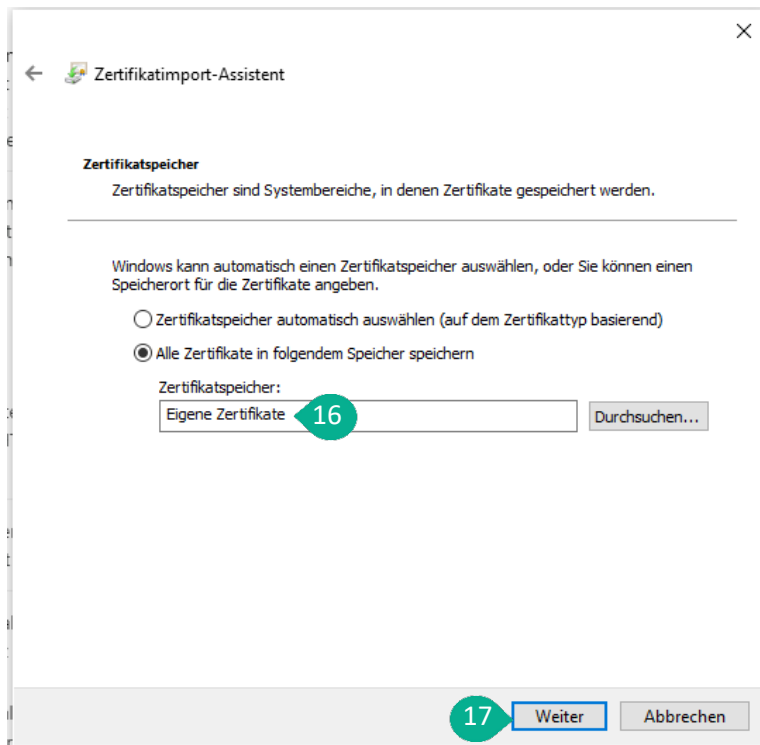 Zertifikatimport-Assistent
Zertifikatspeicher
Zertifikatspeicher sind Systembereiche, in denen Zertifikate gespeichert werden.
Windows kann automatisch einen Zertifikatspeicher auswählen, oder Sie können einen
Speicherort für die Zertifikate angeben.
Zertifikatspeicher automatisch auswählen (auf dem Zertifikattyp basierend)
Alle Zertifikate in folgendem Speicher speichern
Zertifikatspeicher:
Eigene Zertifikate 16 Durchsuchen...
17 Weiter Abbrechen